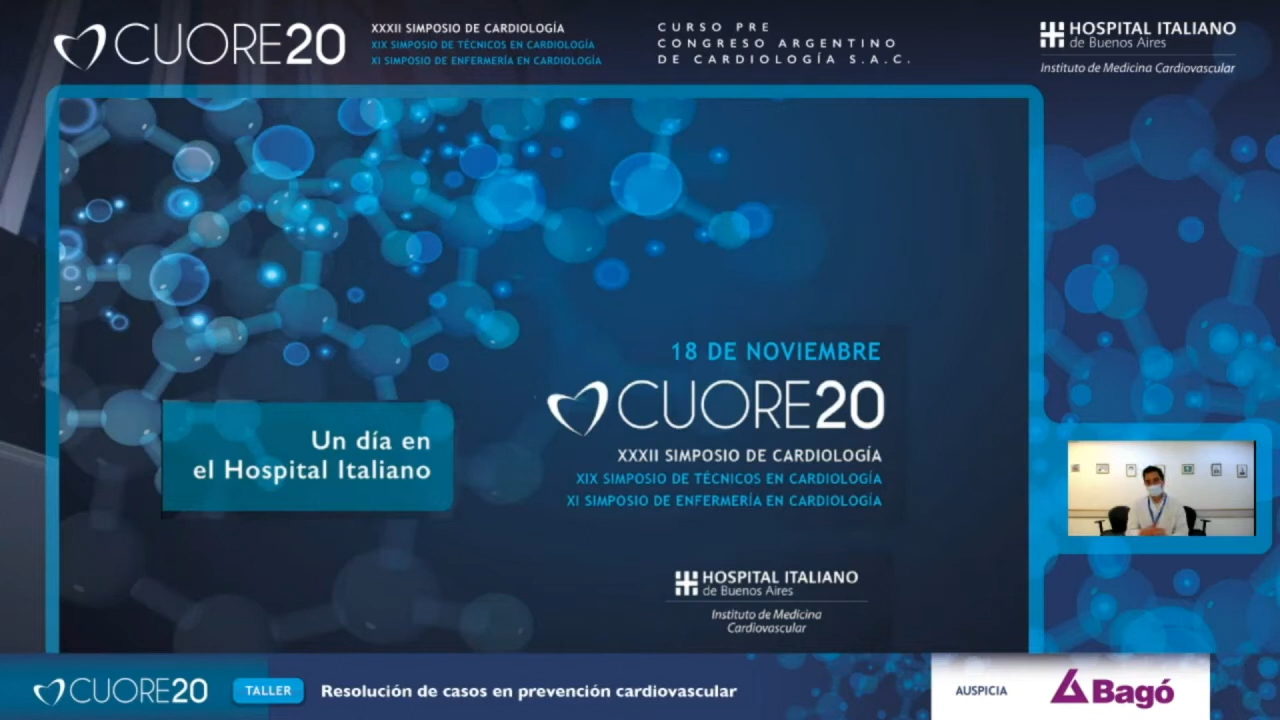 CUORE20
XXXII SIMPOSIO DE CARDIOLOGÍA
XIX SIMPOSIO DE TÉCNICOS EN CARDIOLOGÍA
XI SIMPOSIO DE ENFERMERÍA EN CARDIOLOGÍA
CURSO PRE
CONGRESO ARGENTINO
DE CARDIOLOGÍA S.A.C.
HOSPITAL ITALIANO
de Buenos Aires
Instituto de Medicina Cardiovascular
Un día en
el Hospital Italiano
18 DE NOVIEMBRE
CUORE20
XXXII SIMPOSIO DE CARDIOLOGÍA
XIX SIMPOSIO DE TÉCNICOS EN CARDIOLOGÍA
XI SIMPOSIO DE ENFERMERÍA EN CARDIOLOGÍA
HOSPITAL ITALIANO
de Buenos Aires
Instituto de Medicina
Cardiovascular
CUORE20
TALLER
Resolución de casos en prevención cardiovascular
AUSPICIA
Bagó